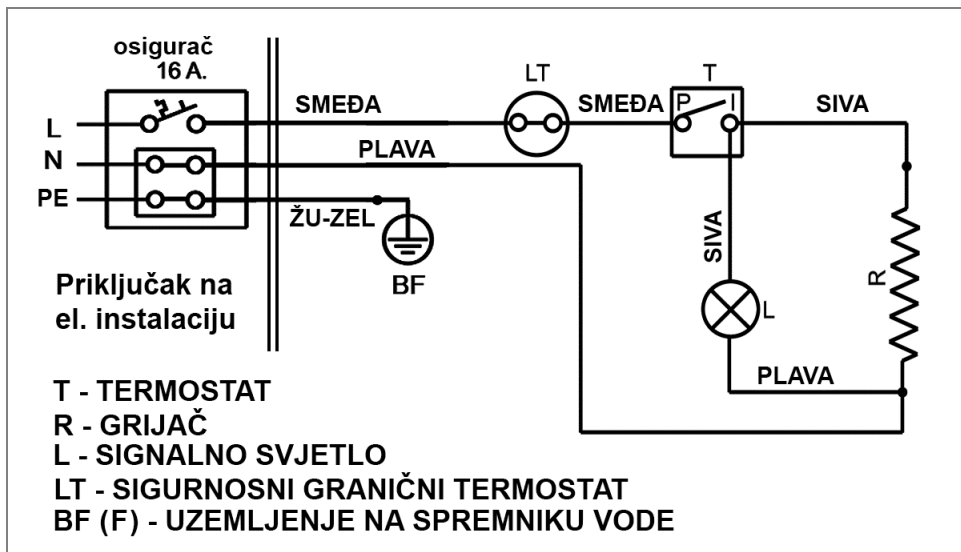 osigurač
16 A.
L
N
PE
SMEĐA
PLAVA
ŽU-ZEL
BF
LT
SMEĐA
T
P
I
SIVA
SIVA
L
R
PLAVA
Priključak na
el. instalaciju
T - TERMOSTAT
R - GRIJAČ
L - SIGNALNO SVJETLO
LT - SIGURNOSNI GRANIČNI TERMOSTAT
BF (F) - UZEMLJENJE NA SPREMNIKU VODE